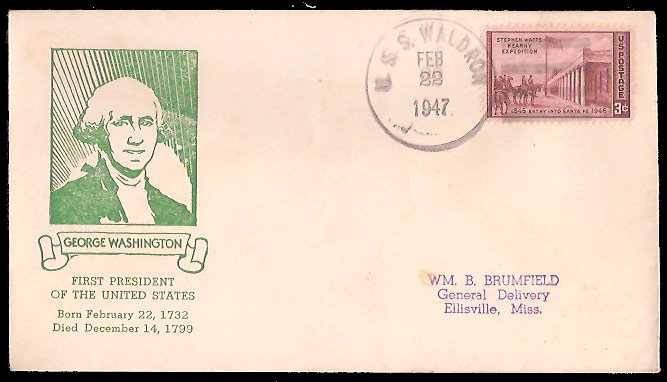 GEORGE WASHINGTON
FIRST PRESIDENT
OF THE UNITED STATES
Born February 22, 1732
Died December 14, 1799
U. S. S. WALDRON
FEB
22
1947
STEPHEN WATTS
KEARNY
EXPEDITION
U.S. POSTAGE
1846 ENTRY INTO SANTA FE 1946
3¢
WM. B. BRUMFIELD
General Delivery
Ellisville, Miss.